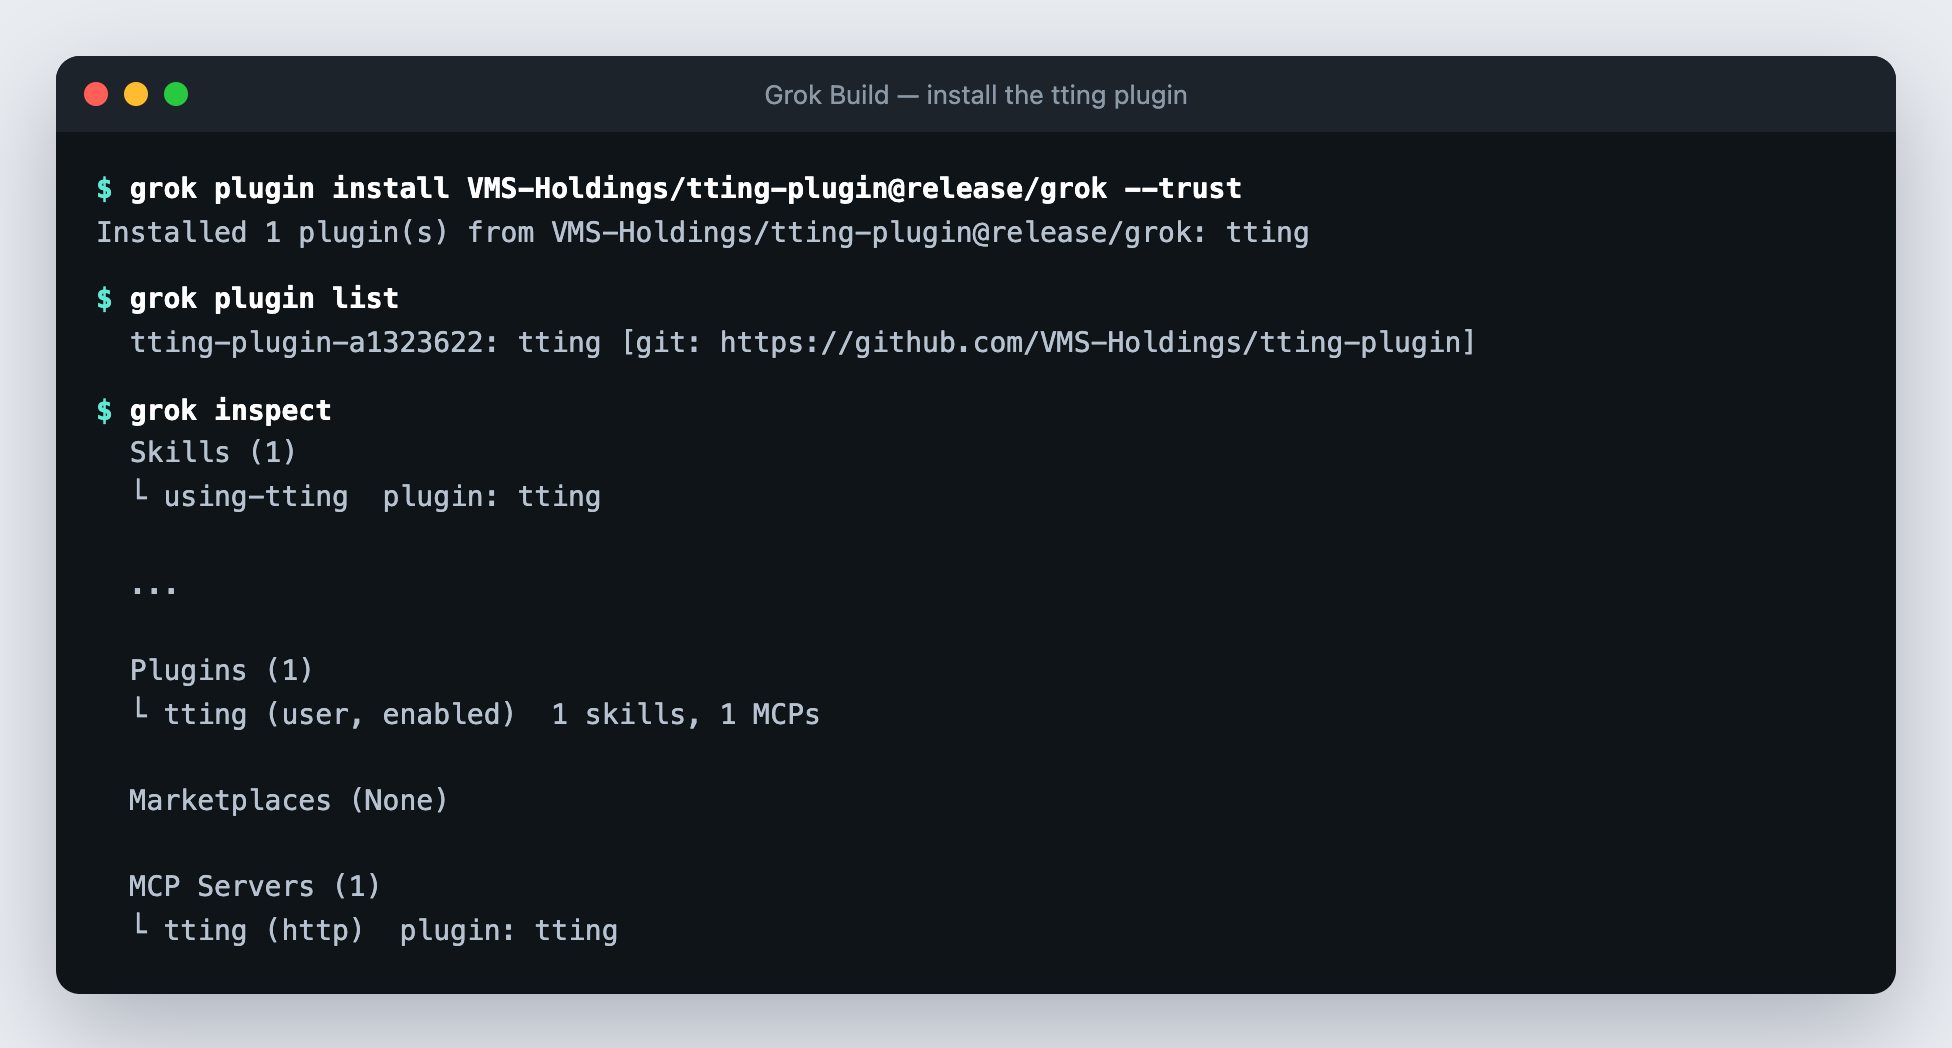 Grok Build — install the tting plugin
$ grok plugin install VMS-Holdings/tting-plugin@release/grok --trust
Installed 1 plugin(s) from VMS-Holdings/tting-plugin@release/grok: tting
$ grok plugin list
tting-plugin-a1323622: tting [git: https://github.com/VMS-Holdings/tting-plugin]
$ grok inspect
Skills (1)
└ using-tting  plugin: tting
...
Plugins (1)
└ tting (user, enabled)  1 skills, 1 MCPs
Marketplaces (None)
MCP Servers (1)
└ tting (http)  plugin: tting